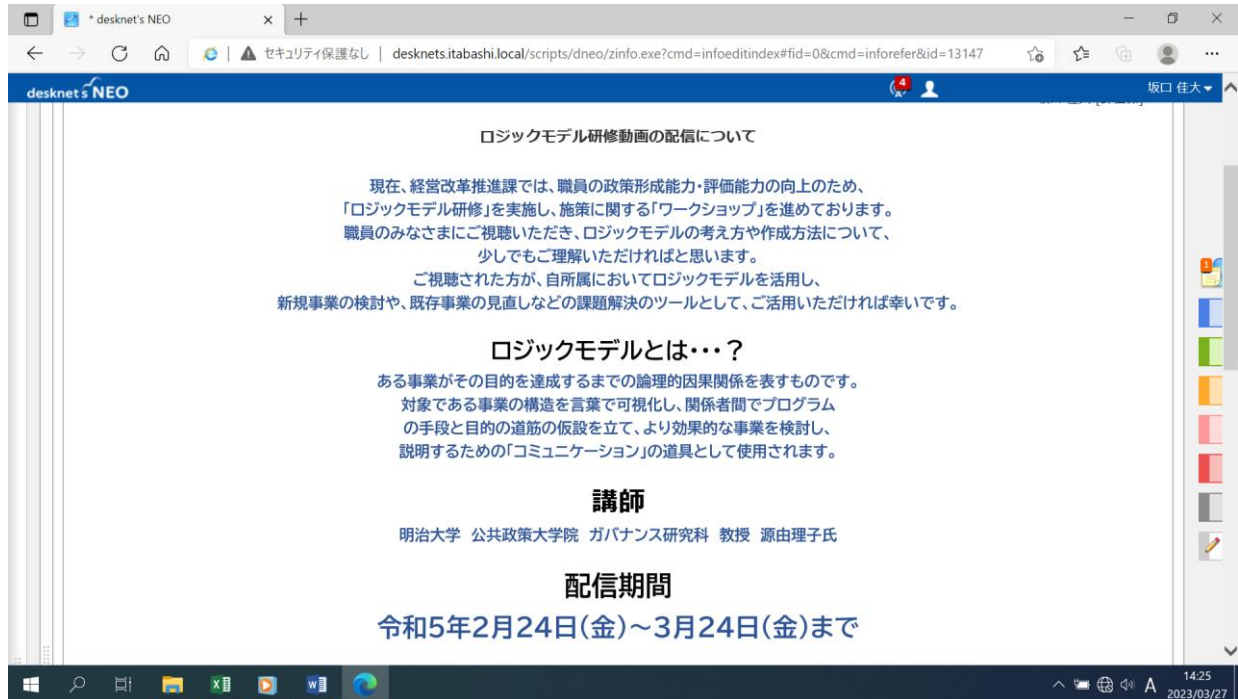 * desknet's NEO
セキュリティ保護なし | desknets.itabashi.local/scripts/dneo/zinfo.exe?cmd=infoeditindex#fid=0&cmd=inforefer&id=13147
desknet's NEO
4
坂口 佳大
ロジックモデル研修動画の配信について
現在、経営改革推進課では、職員の政策形成能力・評価能力の向上のため、
「ロジックモデル研修」を実施し、施策に関する「ワークショップ」を進めております。
職員のみなさまにご視聴いただき、ロジックモデルの考え方や作成方法について、
少しでもご理解いただければと思います。
ご視聴された方が、自所属においてロジックモデルを活用し、
新規事業の検討や、既存事業の見直しなどの課題解決のツールとして、ご活用いただければ幸いです。
1
ロジックモデルとは・・・？
ある事業がその目的を達成するまでの論理的因果関係を表すものです。
対象である事業の構造を言葉で可視化し、関係者間でプログラム
の手段と目的の道筋の仮設を立て、より効果的な事業を検討し、
説明するための「コミュニケーション」の道具として使用されます。
講師
明治大学 公共政策大学院 ガバナンス研究科 教授 源由理子氏
配信期間
令和5年2月24日(金)～3月24日(金)まで
A
14:25
2023/03/27